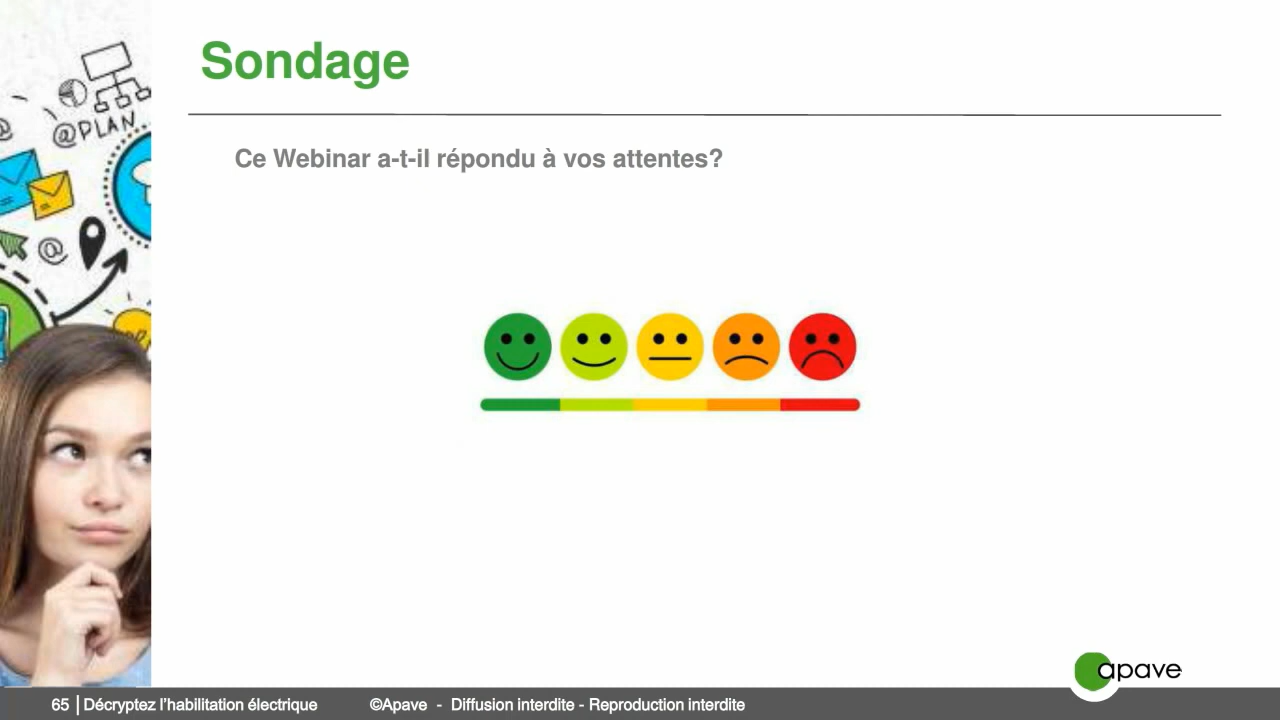 Sondage
Ce Webinar a-t-il répondu à vos attentes?
@PLAN
@
@
apave
65 | Décryptez l'habilitation électrique ©Apave - Diffusion interdite - Reproduction interdite